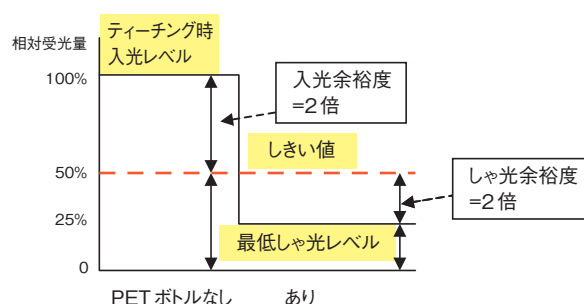 ティーチング時
入光レベル
相対受光量
100%
入光余裕度
=2倍
しきい値
50%
しゃ光余裕度
=2倍
25%
最低しゃ光レベル
0
PETボトルなし
あり